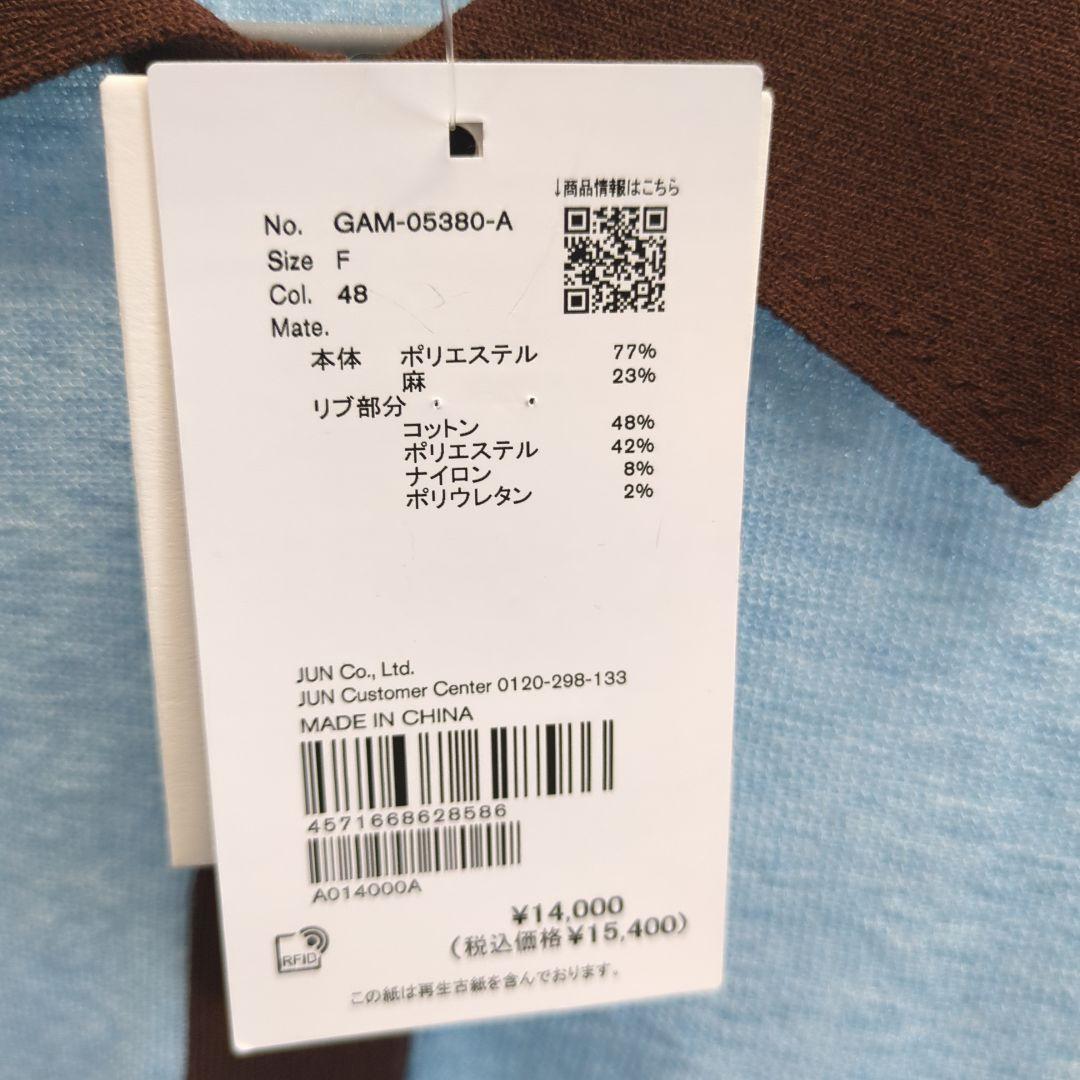 ↓商品情報はこちら
No. GAM-05380-A
Size F
Col. 48
Mate.
本体 ポリエステル 77%
麻 23%
リブ部分
コットン 48%
ポリエステル 42%
ナイロン 8%
ポリウレタン 2%
JUN Co., Ltd.
JUN Customer Center 0120-298-133
MADE IN CHINA
4571668628586
A014000A
¥14,000
(税込価格¥15,400)
RFID
この紙は再生古紙を含んでおります。